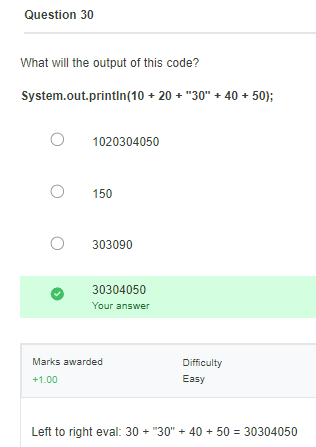 Question 30
What will the output of this code?
System.out.println(10 + 20 + "30" + 40 + 50);
1020304050
150
303090
30304050
Your answer
Marks awarded
Difficulty
+1.00
Easy
Left to right eval: 30 + "30" + 40 + 50 = 30304050